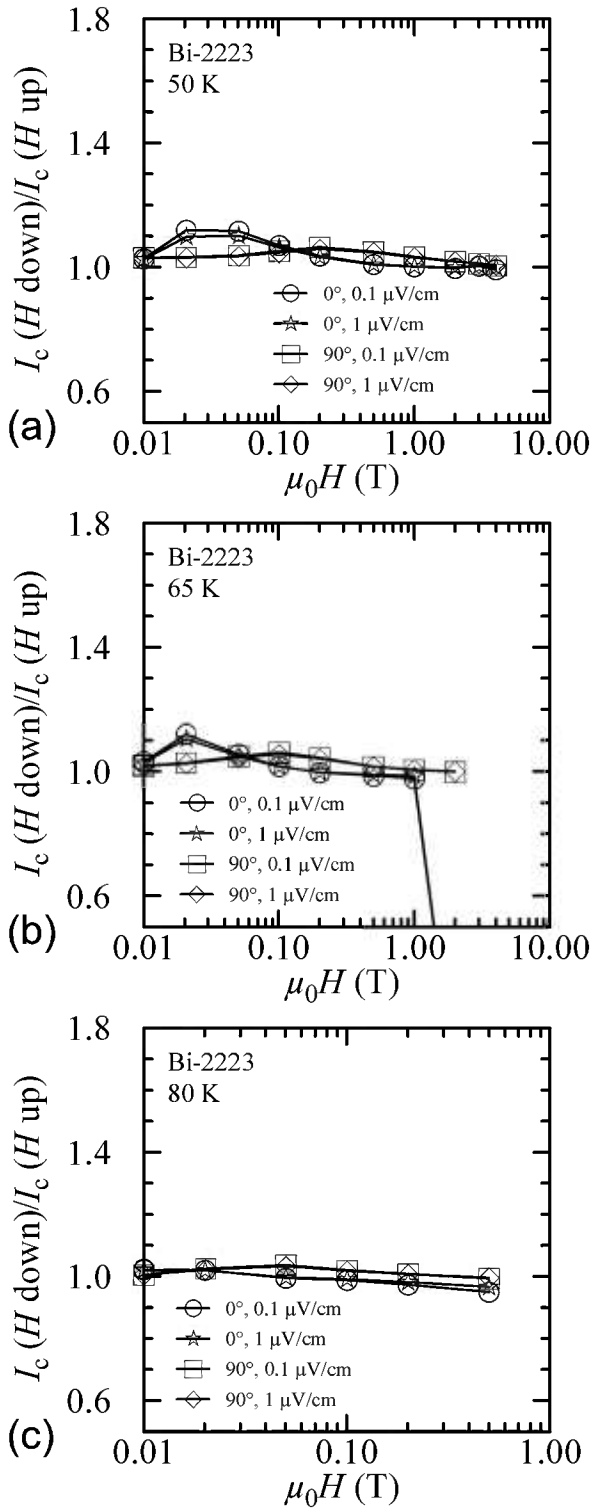 1.8
Bi-2223
50 K
1.4
1.0
0°, 0.1 μV/cm
0°, 1 μV/cm
90°, 0.1 μV/cm
90°, 1 μV/cm
0.6
I_c (H down)/I_c (H up)
(a)
0.01 0.10 1.00 10.00
μ₀H (T)
1.8
Bi-2223
65 K
1.4
1.0
0°, 0.1 μV/cm
0°, 1 μV/cm
90°, 0.1 μV/cm
90°, 1 μV/cm
0.6
I_c (H down)/I_c (H up)
(b)
0.01 0.10 1.00 10.00
μ₀H (T)
1.8
Bi-2223
80 K
1.4
1.0
0°, 0.1 μV/cm
0°, 1 μV/cm
90°, 0.1 μV/cm
90°, 1 μV/cm
0.6
I_c (H down)/I_c (H up)
(c)
0.01 0.10 1.00
μ₀H (T)